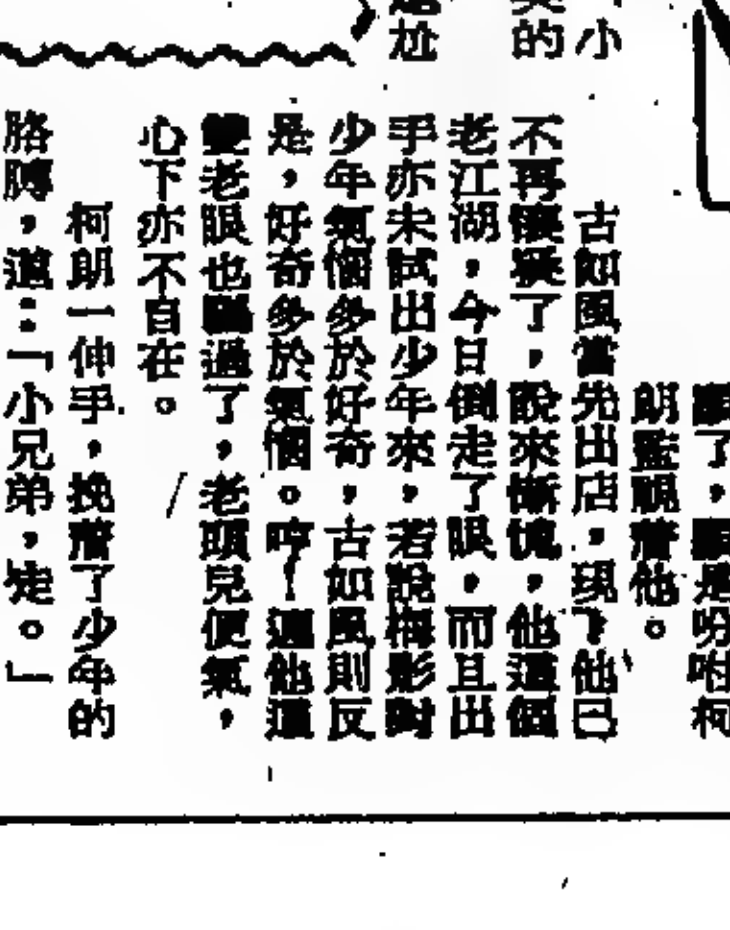 小
的
尬
了，是吩咐柯
朗監視舊他。
古如風當先出店，現了他已
不再懷疑了，說來慚愧，他這個
老江湖，今日倒走了眼，而且出
手亦未試出少年來，若說梅影對
少年氣惱多於好奇，古如風則反
是，好奇多於氣惱。哼！連他這
雙老眼也瞞過了，老頭兒便氣，
心下亦不自在。
柯朗一伸手，挽舊了少年的
胳膊，道：「小兄弟，走。」